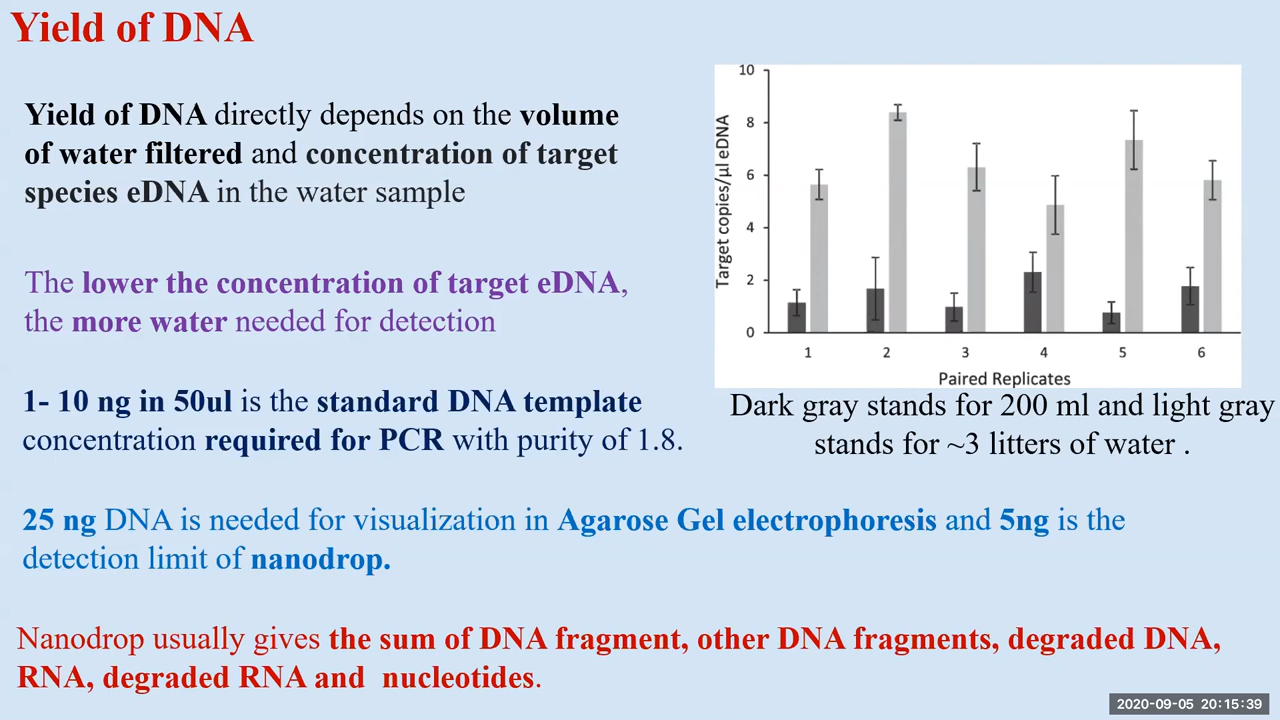 Yield of DNA
Yield of DNA directly depends on the volume
of water filtered and concentration of target
species eDNA in the water sample
The lower the concentration of target eDNA,
the more water needed for detection
1- 10 ng in 50ul is the standard DNA template
concentration required for PCR with purity of 1.8.
10
8
6
4
2
0
Target copies/µl eDNA
1 2 3 4 5 6
Paired Replicates
Dark gray stands for 200 ml and light gray
stands for ~3 litters of water .
25 ng DNA is needed for visualization in Agarose Gel electrophoresis and 5ng is the
detection limit of nanodrop.
Nanodrop usually gives the sum of DNA fragment, other DNA fragments, degraded DNA,
RNA, degraded RNA and nucleotides.
2020-09-05 20:15:39